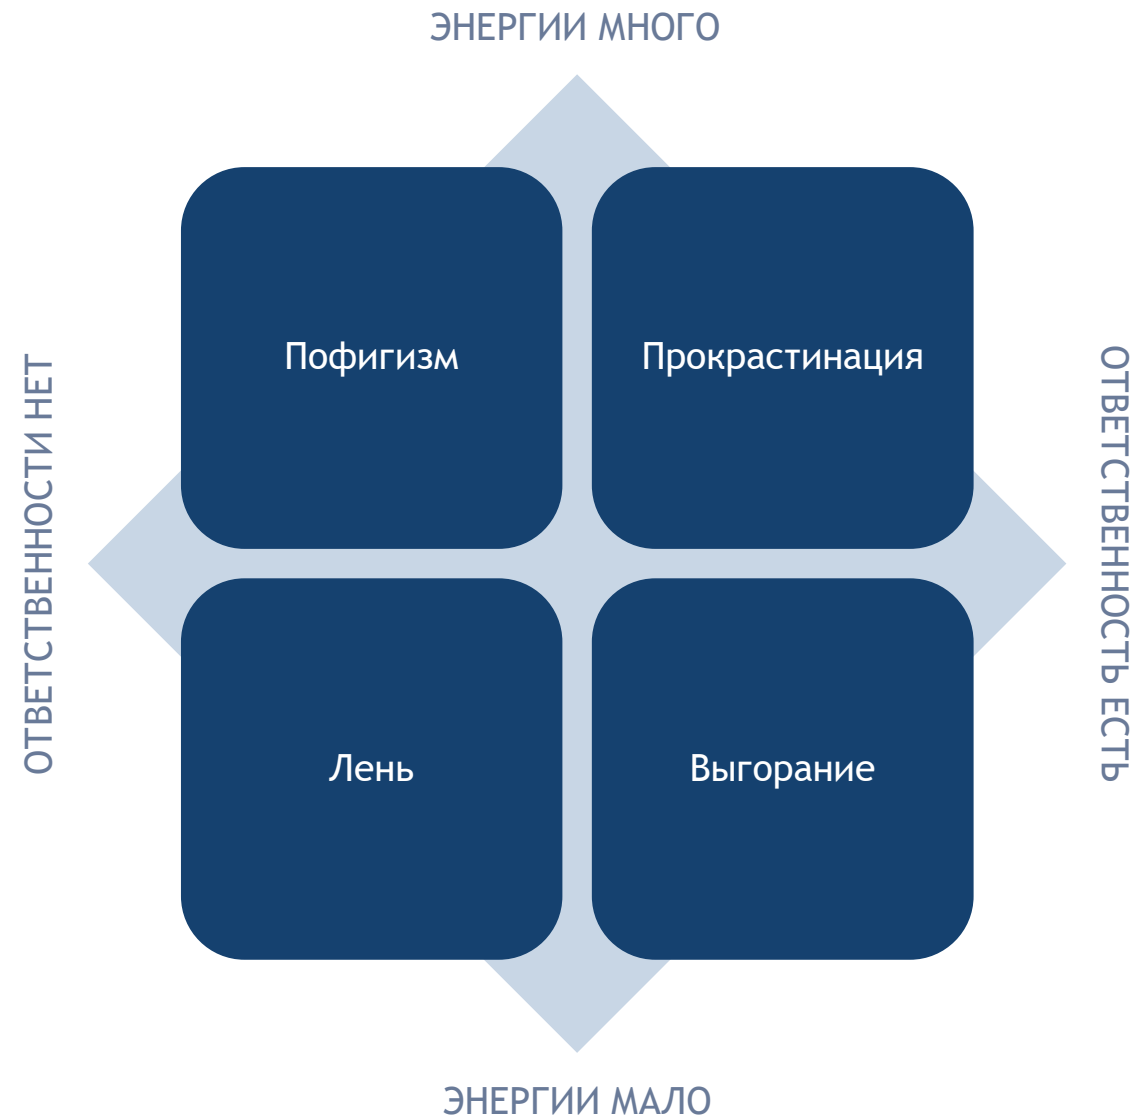 ЭНЕРГИИ МНОГО
Пофигизм
Прокрастинация
ОТВЕТСТВЕННОСТИ НЕТ
ОТВЕТСТВЕННОСТЬ ЕСТЬ
Лень
Выгорание
ЭНЕРГИИ МАЛО